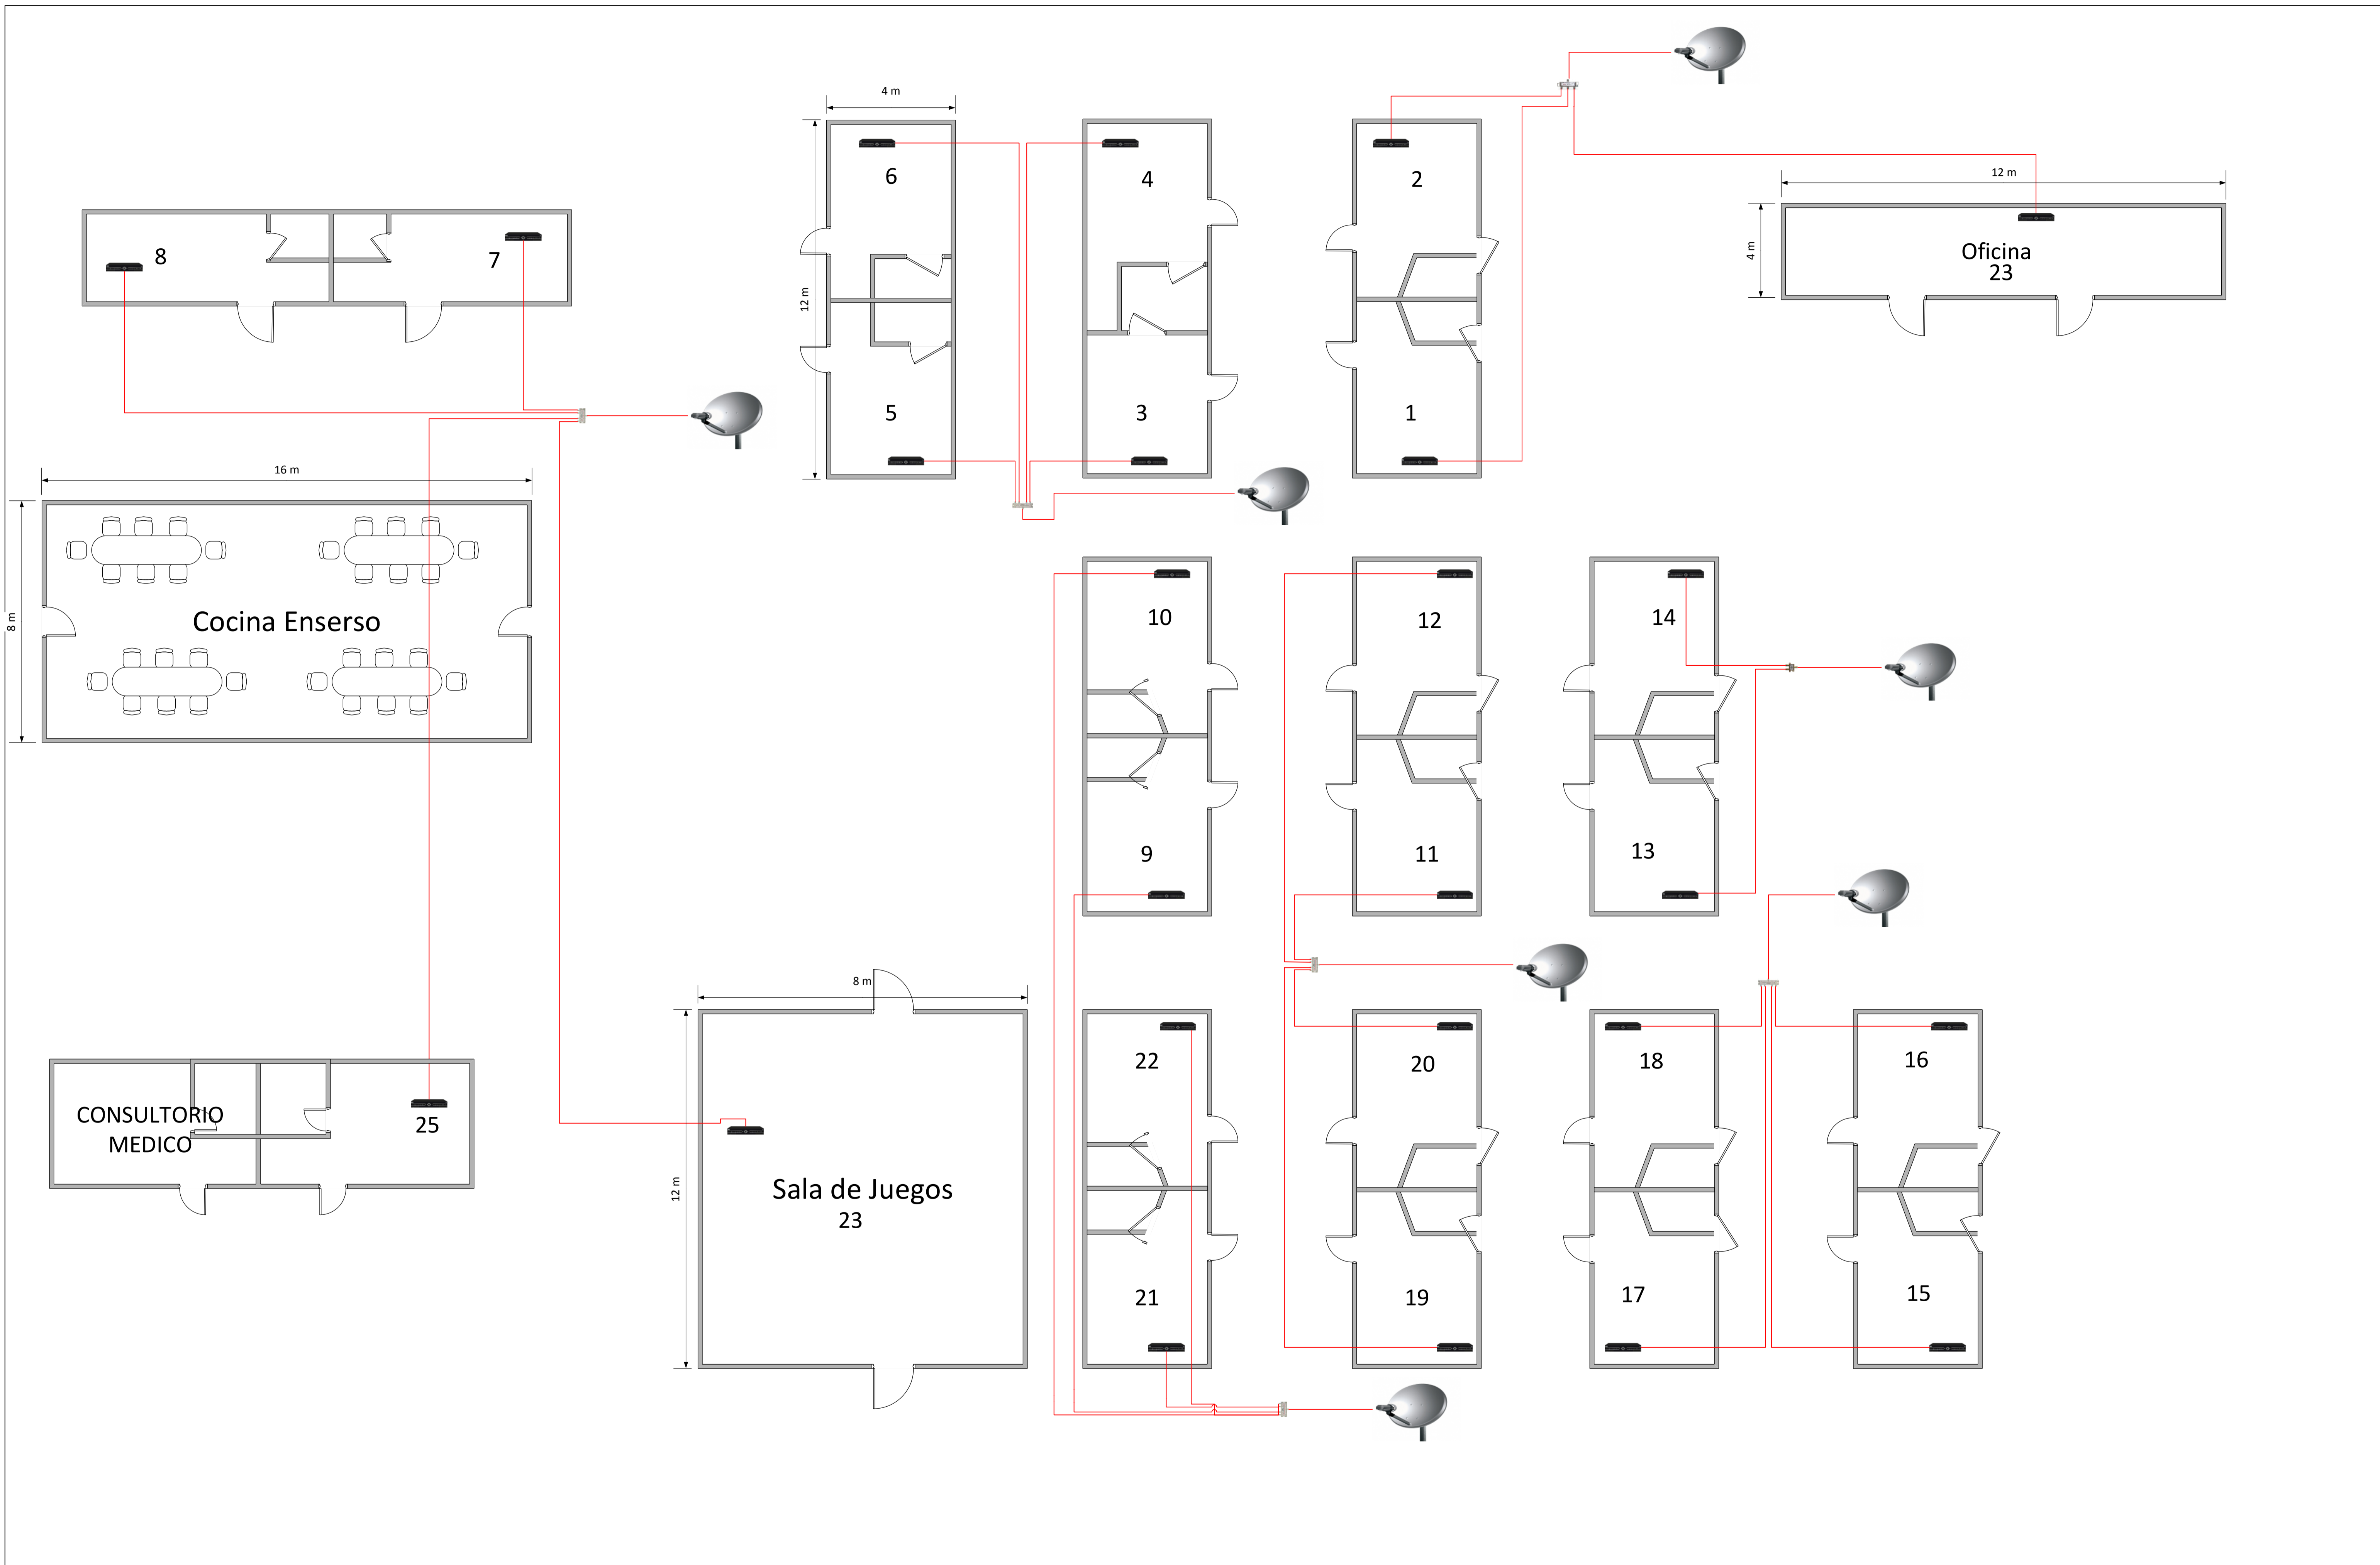 4 m
12 m
6
4
2
12 m
4 m
Oficina
23
8
7
5
3
1
16 m
8 m
Cocina Enserso
10
12
14
9
11
13
8 m
12 m
22
20
18
16
CONSULTORIO
MEDICO
25
Sala de Juegos
23
21
19
17
15